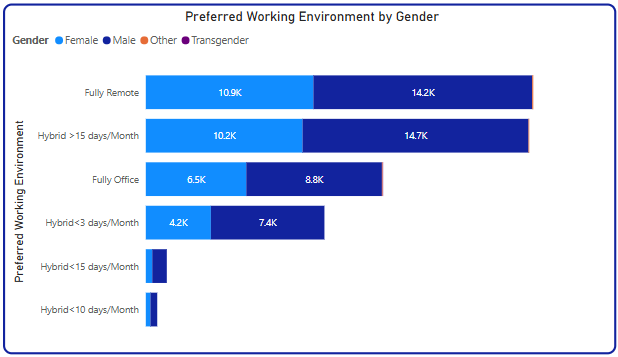 Preferred Working Environment by Gender
Gender Female Male Other Transgender
Preferred Working Environment
Fully Remote 10.9K 14.2K
Hybrid >15 days/Month 10.2K 14.7K
Fully Office 6.5K 8.8K
Hybrid<3 days/Month 4.2K 7.4K
Hybrid<15 days/Month
Hybrid<10 days/Month